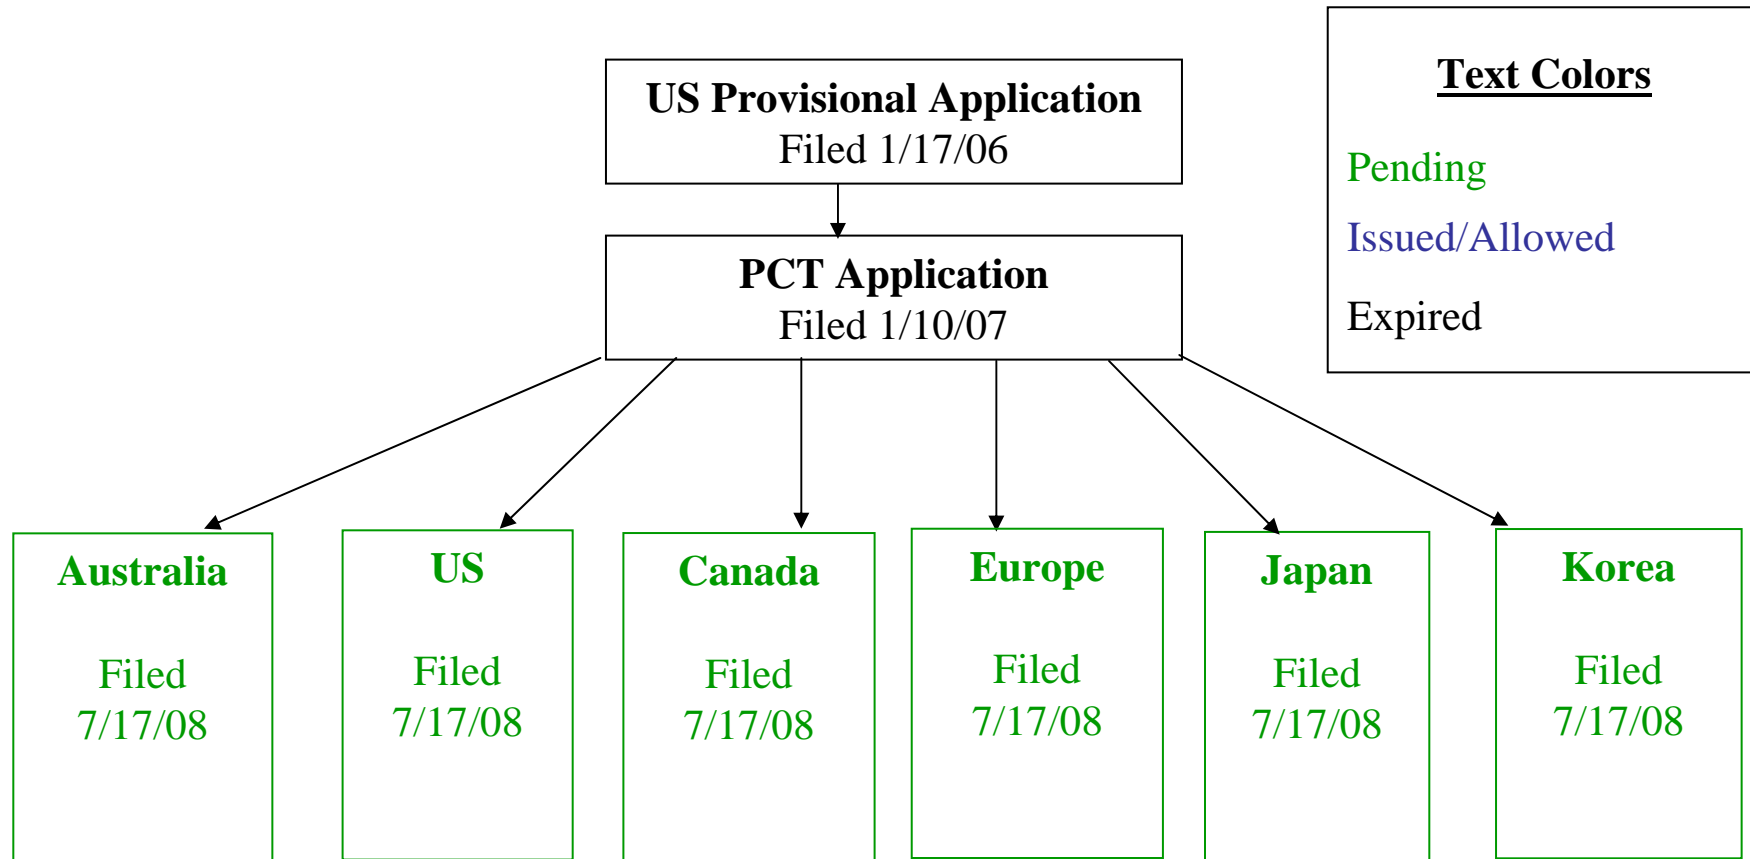 US Provisional Application
Filed 1/17/06
PCT Application
Filed 1/10/07
Text Colors
Pending
Issued/Allowed
Expired
Australia
Filed
7/17/08
US
Filed
7/17/08
Canada
Filed
7/17/08
Europe
Filed
7/17/08
Japan
Filed
7/17/08
Korea
Filed
7/17/08